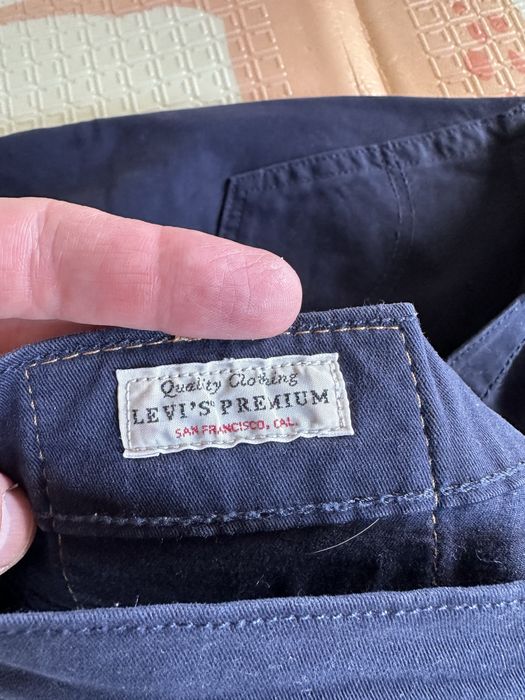 Quality Clothing
LEVI'S® PREMIUM
SAN FRANCISCO, CAL.